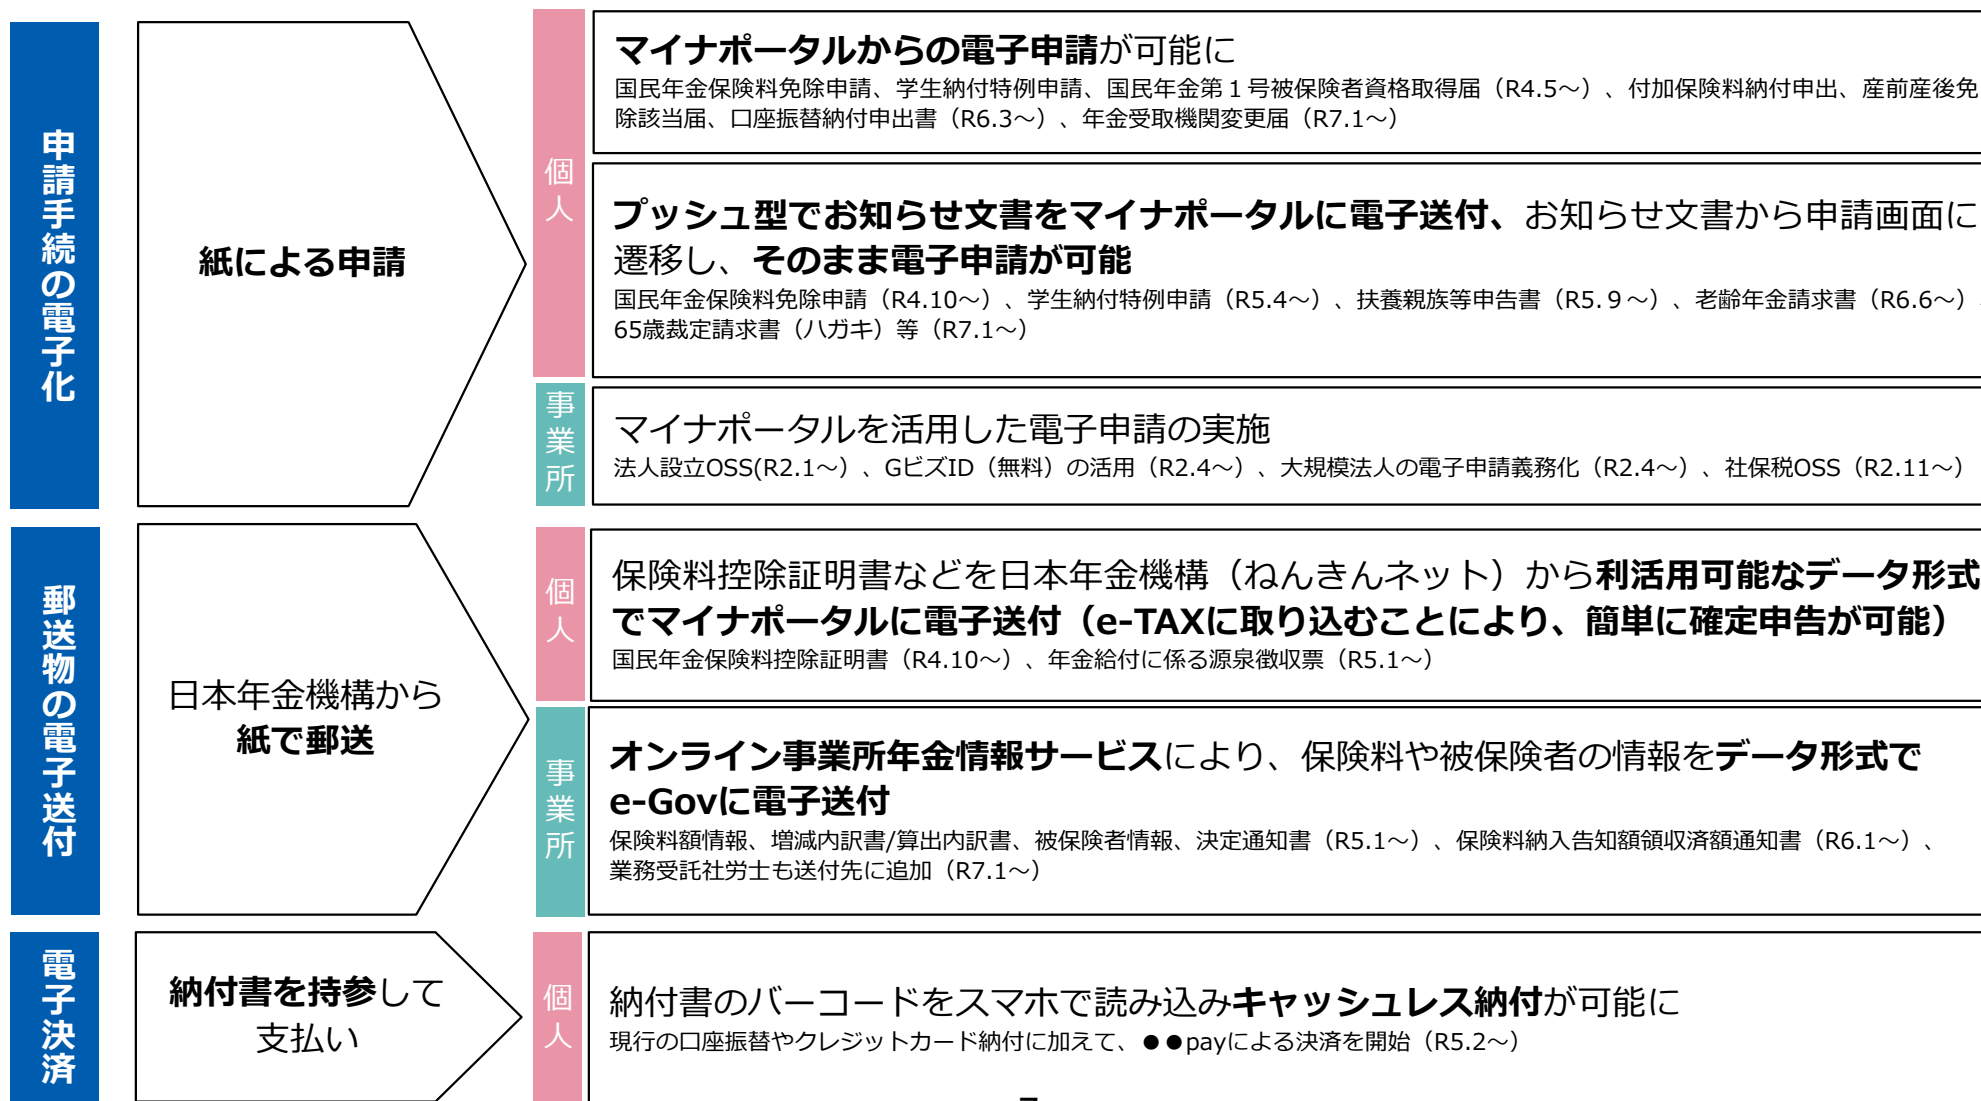 申請手続の電子化
紙による申請
個人
マイナポータルからの電子申請が可能に
国民年金保険料免除申請、学生納付特例申請、国民年金第１号被保険者資格取得届（R4.5～）、付加保険料納付申出、産前産後免
除該当届、口座振替納付申出書（R6.3～）、年金受取機関変更届（R7.1～）
プッシュ型でお知らせ文書をマイナポータルに電子送付、お知らせ文書から申請画面に
遷移し、そのまま電子申請が可能
国民年金保険料免除申請（R4.10～）、学生納付特例申請（R5.4～）、扶養親族等申告書（R5.９～）、老齢年金請求書（R6.6～）、
65歳裁定請求書（ハガキ）等（R7.1～）
事業所
マイナポータルを活用した電子申請の実施
法人設立OSS(R2.1～）、GビズID（無料）の活用（R2.4～）、大規模法人の電子申請義務化（R2.4～）、社保税OSS（R2.11～）
郵送物の電子送付
日本年金機構から
紙で郵送
個人
保険料控除証明書などを日本年金機構（ねんきんネット）から利活用可能なデータ形式
でマイナポータルに電子送付（e-TAXに取り込むことにより、簡単に確定申告が可能）
国民年金保険料控除証明書（R4.10～）、年金給付に係る源泉徴収票（R5.1～）
事業所
オンライン事業所年金情報サービスにより、保険料や被保険者の情報をデータ形式で
e-Govに電子送付
保険料額情報、増減内訳書/算出内訳書、被保険者情報、決定通知書（R5.1～）、保険料納入告知額領収済額通知書（R6.1～）、
業務受託社労士も送付先に追加（R7.1～）
電子決済
納付書を持参して
支払い
個人
納付書のバーコードをスマホで読み込みキャッシュレス納付が可能に
現行の口座振替やクレジットカード納付に加えて、●●payによる決済を開始（R5.2～）